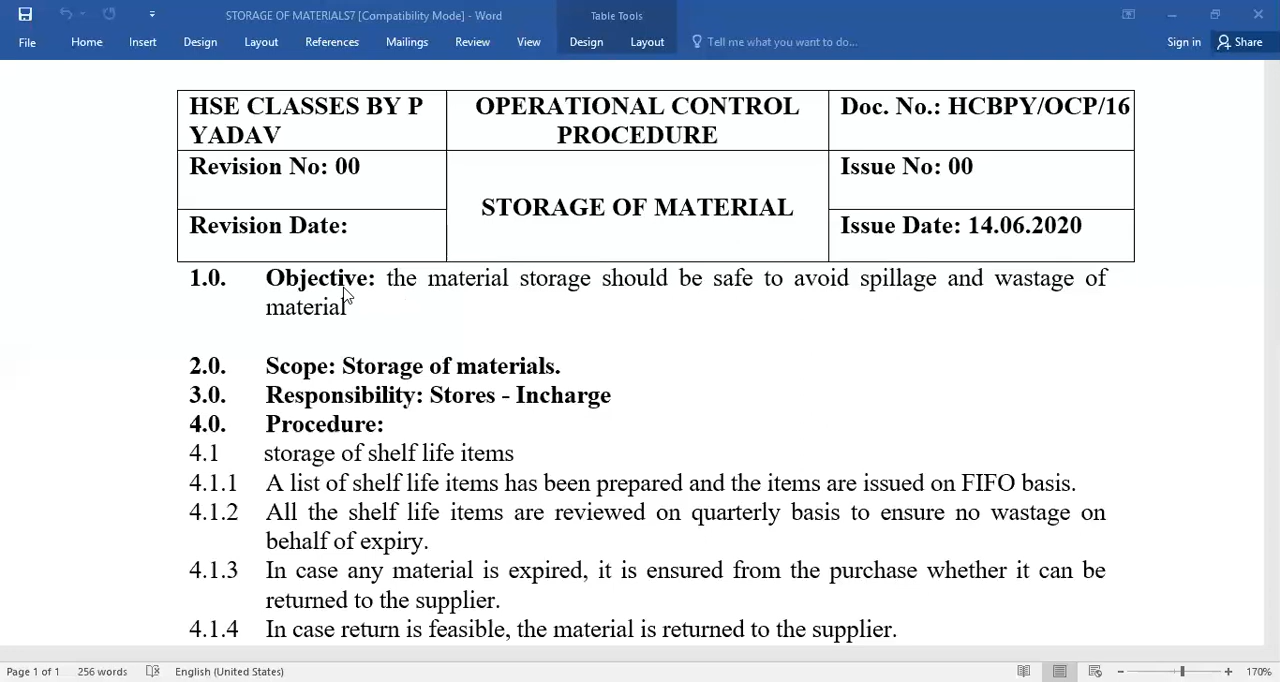 STORAGE OF MATERIALS7 [Compatibility Mode] - Word
Table Tools
File Home Insert Design Layout References Mailings Review View Design Layout Tell me what you want to do... Sign in Share
HSE CLASSES BY P
YADAV
OPERATIONAL CONTROL
PROCEDURE
Doc. No.: HCBPY/OCP/16
Revision No: 00
STORAGE OF MATERIAL
Issue No: 00
Revision Date:
Issue Date: 14.06.2020
1.0. Objective: the material storage should be safe to avoid spillage and wastage of
material
2.0. Scope: Storage of materials.
3.0. Responsibility: Stores - Incharge
4.0. Procedure:
4.1 storage of shelf life items
4.1.1 A list of shelf life items has been prepared and the items are issued on FIFO basis.
4.1.2 All the shelf life items are reviewed on quarterly basis to ensure no wastage on
behalf of expiry.
4.1.3 In case any material is expired, it is ensured from the purchase whether it can be
returned to the supplier.
4.1.4 In case return is feasible, the material is returned to the supplier.
Page 1 of 1 256 words English (United States) 170%